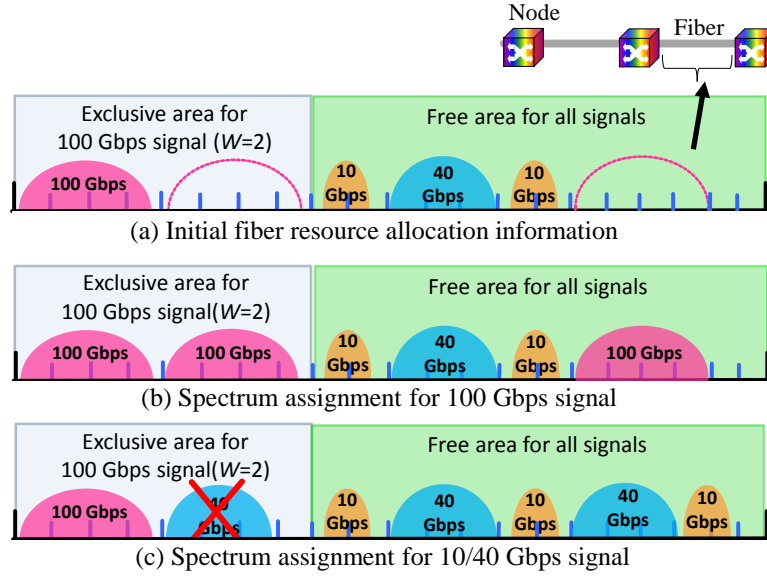 Node
Fiber
Exclusive area for
100 Gbps signal (W=2)
Free area for all signals
100 Gbps
10
Gbps
40
Gbps
10
Gbps
(a) Initial fiber resource allocation information
Exclusive area for
100 Gbps signal(W=2)
Free area for all signals
100 Gbps
100 Gbps
10
Gbps
40
Gbps
10
Gbps
100 Gbps
(b) Spectrum assignment for 100 Gbps signal
Exclusive area for
100 Gbps signal(W=2)
Free area for all signals
100 Gbps
40
Gbps
10
Gbps
40
Gbps
10
Gbps
40
Gbps
10
Gbps
(c) Spectrum assignment for 10/40 Gbps signal